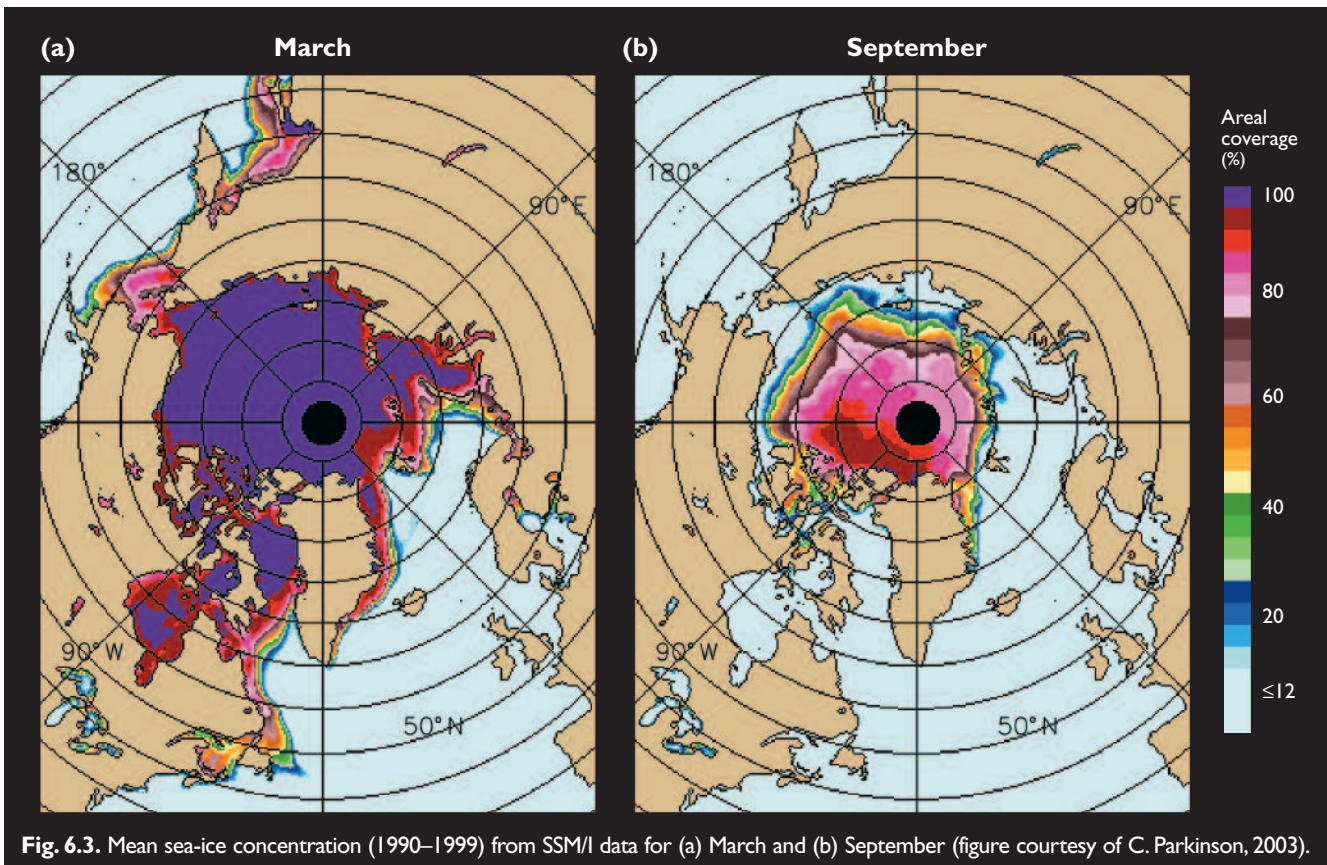 (a) March
(b) September
180°
90°E
90°W
50°N
180°
90°E
90°W
50°N
Areal
coverage
(%)
100
80
60
40
20
≤12
Fig. 6.3. Mean sea-ice concentration (1990–1999) from SSM/I data for (a) March and (b) September (figure courtesy of C. Parkinson, 2003).